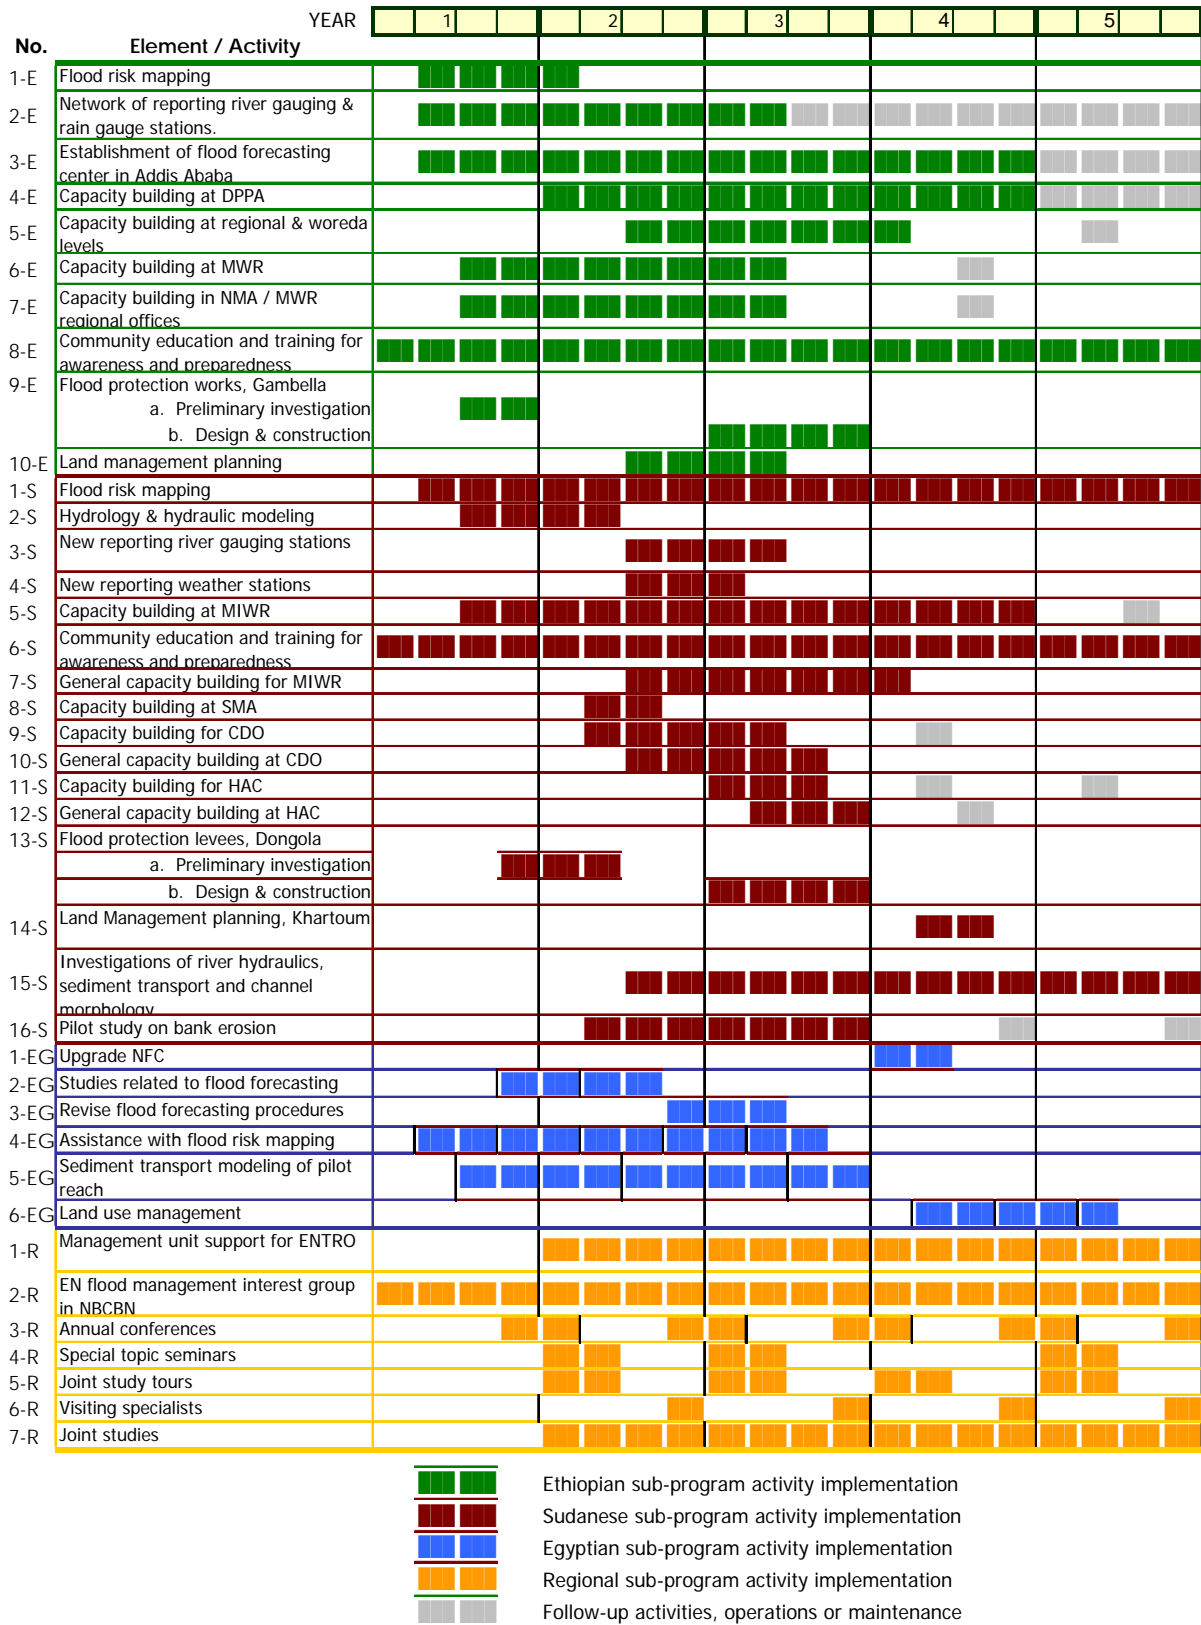 YEAR 1 2 3 4 5
No. Element / Activity
1-E Flood risk mapping
2-E Network of reporting river gauging &
rain gauge stations.
3-E Establishment of flood forecasting
center in Addis Ababa
4-E Capacity building at DPPA
5-E Capacity building at regional & woreda
levels
6-E Capacity building at MWR
7-E Capacity building in NMA / MWR
regional offices
8-E Community education and training for
awareness and preparedness
9-E Flood protection works, Gambella
a. Preliminary investigation
b. Design & construction
10-E Land management planning
1-S Flood risk mapping
2-S Hydrology & hydraulic modeling
3-S New reporting river gauging stations
4-S New reporting weather stations
5-S Capacity building at MIWR
6-S Community education and training for
awareness and preparedness
7-S General capacity building for MIWR
8-S Capacity building at SMA
9-S Capacity building for CDO
10-S General capacity building at CDO
11-S Capacity building for HAC
12-S General capacity building at HAC
13-S Flood protection levees, Dongola
a. Preliminary investigation
b. Design & construction
14-S Land Management planning, Khartoum
15-S Investigations of river hydraulics,
sediment transport and channel
morphology
16-S Pilot study on bank erosion
1-EG Upgrade NFC
2-EG Studies related to flood forecasting
3-EG Revise flood forecasting procedures
4-EG Assistance with flood risk mapping
5-EG Sediment transport modeling of pilot
reach
6-EG Land use management
1-R Management unit support for ENTRO
2-R EN flood management interest group
in NBCBN
3-R Annual conferences
4-R Special topic seminars
5-R Joint study tours
6-R Visiting specialists
7-R Joint studies
Ethiopian sub-program activity implementation
Sudanese sub-program activity implementation
Egyptian sub-program activity implementation
Regional sub-program activity implementation
Follow-up activities, operations or maintenance